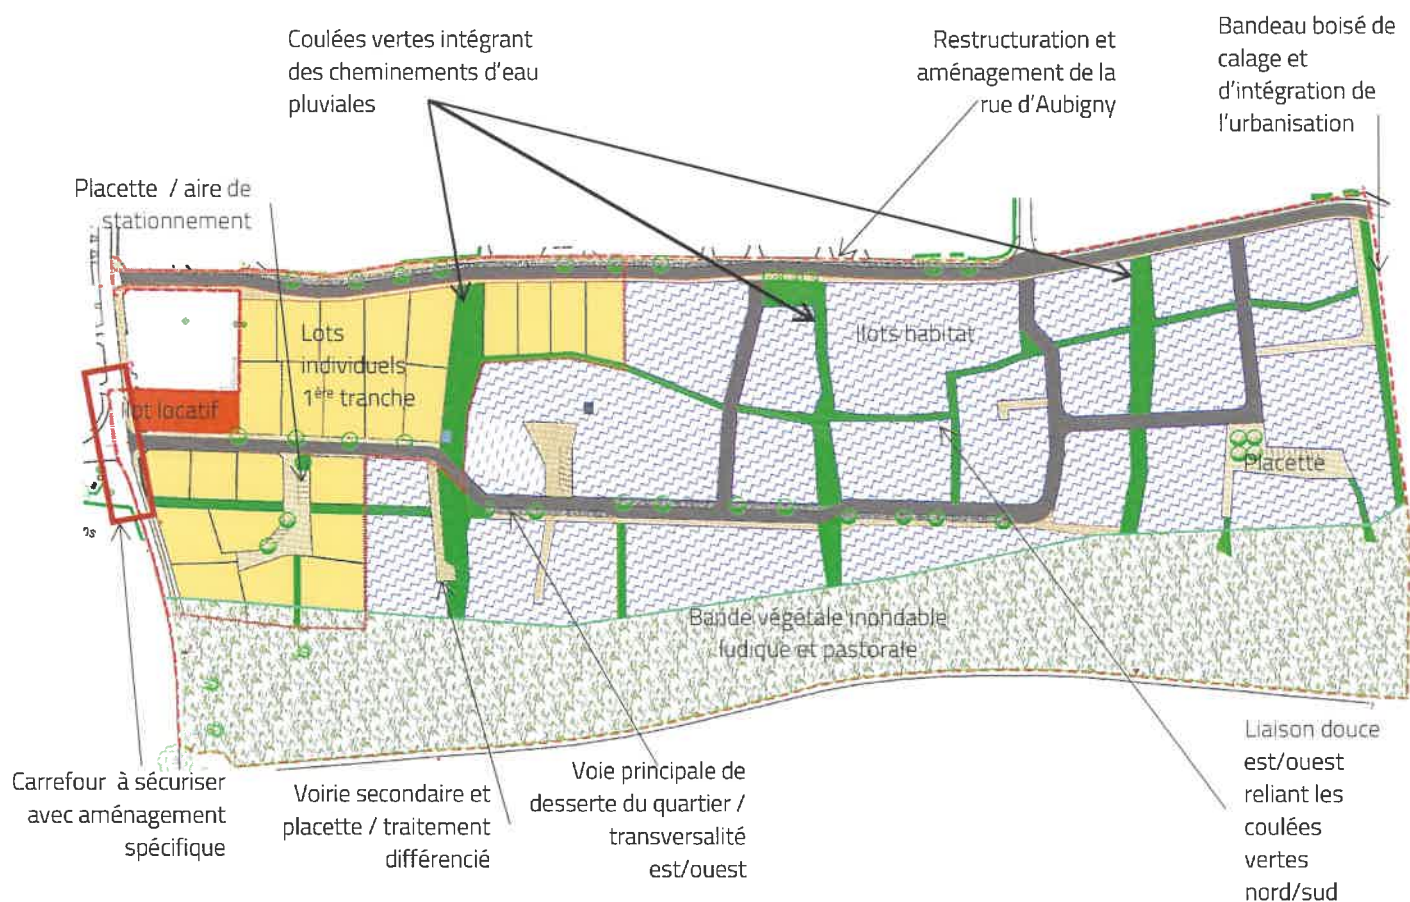 Coulées vertes intégrant
des cheminements d'eau
pluviales
Restructuration et
aménagement de la
rue d'Aubigny
Bandeau boisé de
calage et
d'intégration de
l'urbanisation
Placette / aire de
stationnement
Lots
individuels
1ère tranche
Ilots habitat
Ilot locatif
Placette
Bande végétale inondable
ludique et pastorale
Carrefour à sécuriser
avec aménagement
spécifique
Voirie secondaire et
placette / traitement
différencié
Voie principale de
desserte du quartier /
transversalité
est/ouest
Liaison douce
est/ouest
reliant les
coulées
vertes
nord/sud